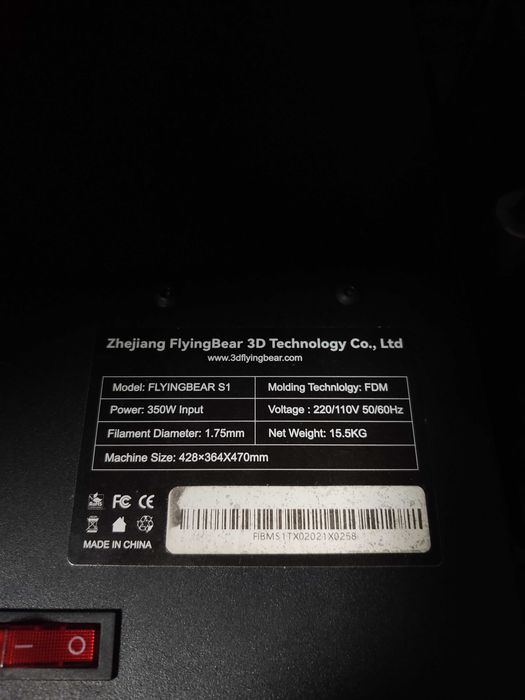 Zhejiang FlyingBear 3D Technology Co., Ltd
www.3dflyingbear.com
Model: FLYINGBEAR S1
Molding Technlolgy: FDM
Power: 350W Input
Voltage : 220/110V 50/60Hz
Filament Diameter: 1.75mm
Net Weight: 15.5KG
Machine Size: 428×364X470mm
RoHS FC CE
MADE IN CHINA
FIBMS1TX02021X0258